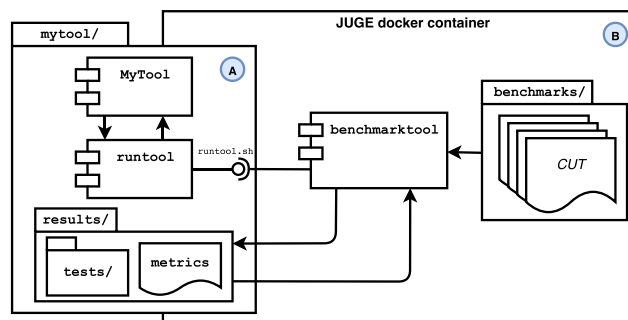 JUGE docker container
mytool/
A
B
MyTool
benchmarks/
benchmarktool
runtool
runtool.sh
CUT
results/
tests/
metrics